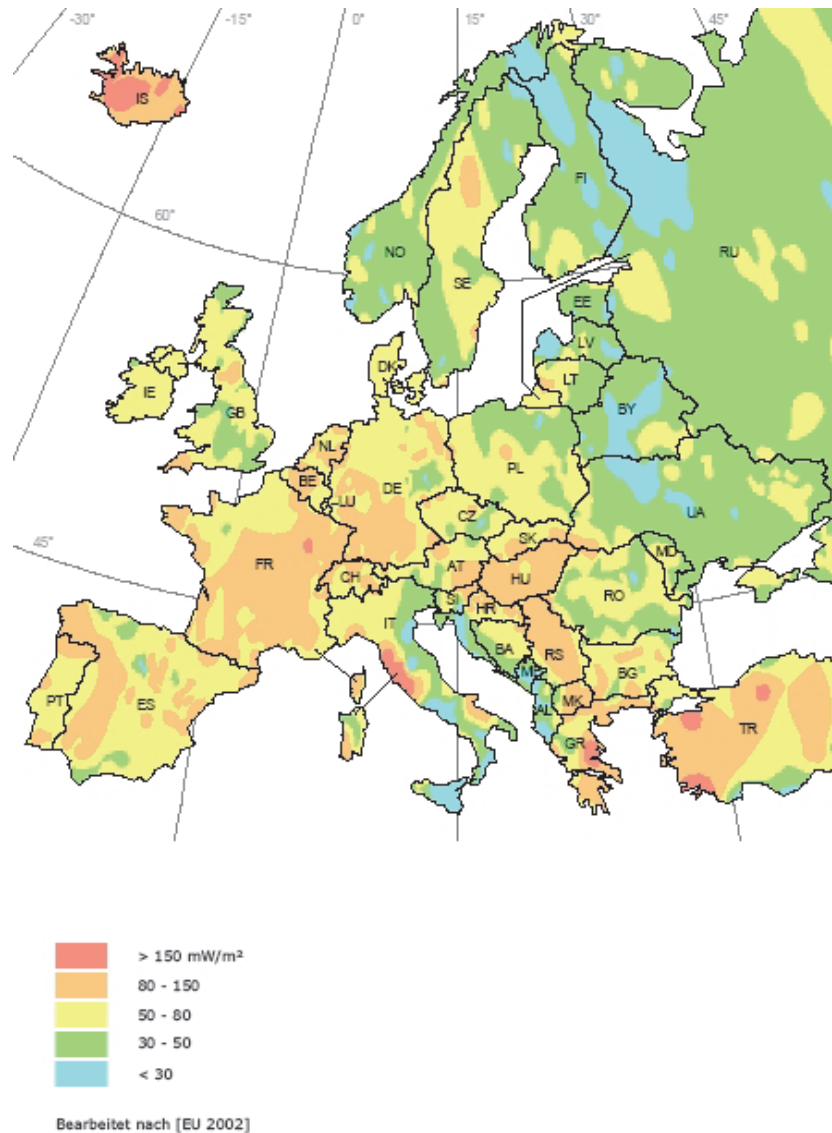 -30° -15° 0° 15° 30° 45°
IS
60°
FI
NO
RU
SE
EE
LV
DK
LT
IE
BY
GB
NL
PL
BE
DE
LU
UA
CZ
SK
45°
MD
FR
AT
CH
HU
RO
SI
HR
IT
BA
RS
BG
PT
ES
MK
AL
TR
GR
> 150 mW/m²
80 - 150
50 - 80
30 - 50
< 30
Bearbeitet nach [EU 2002]